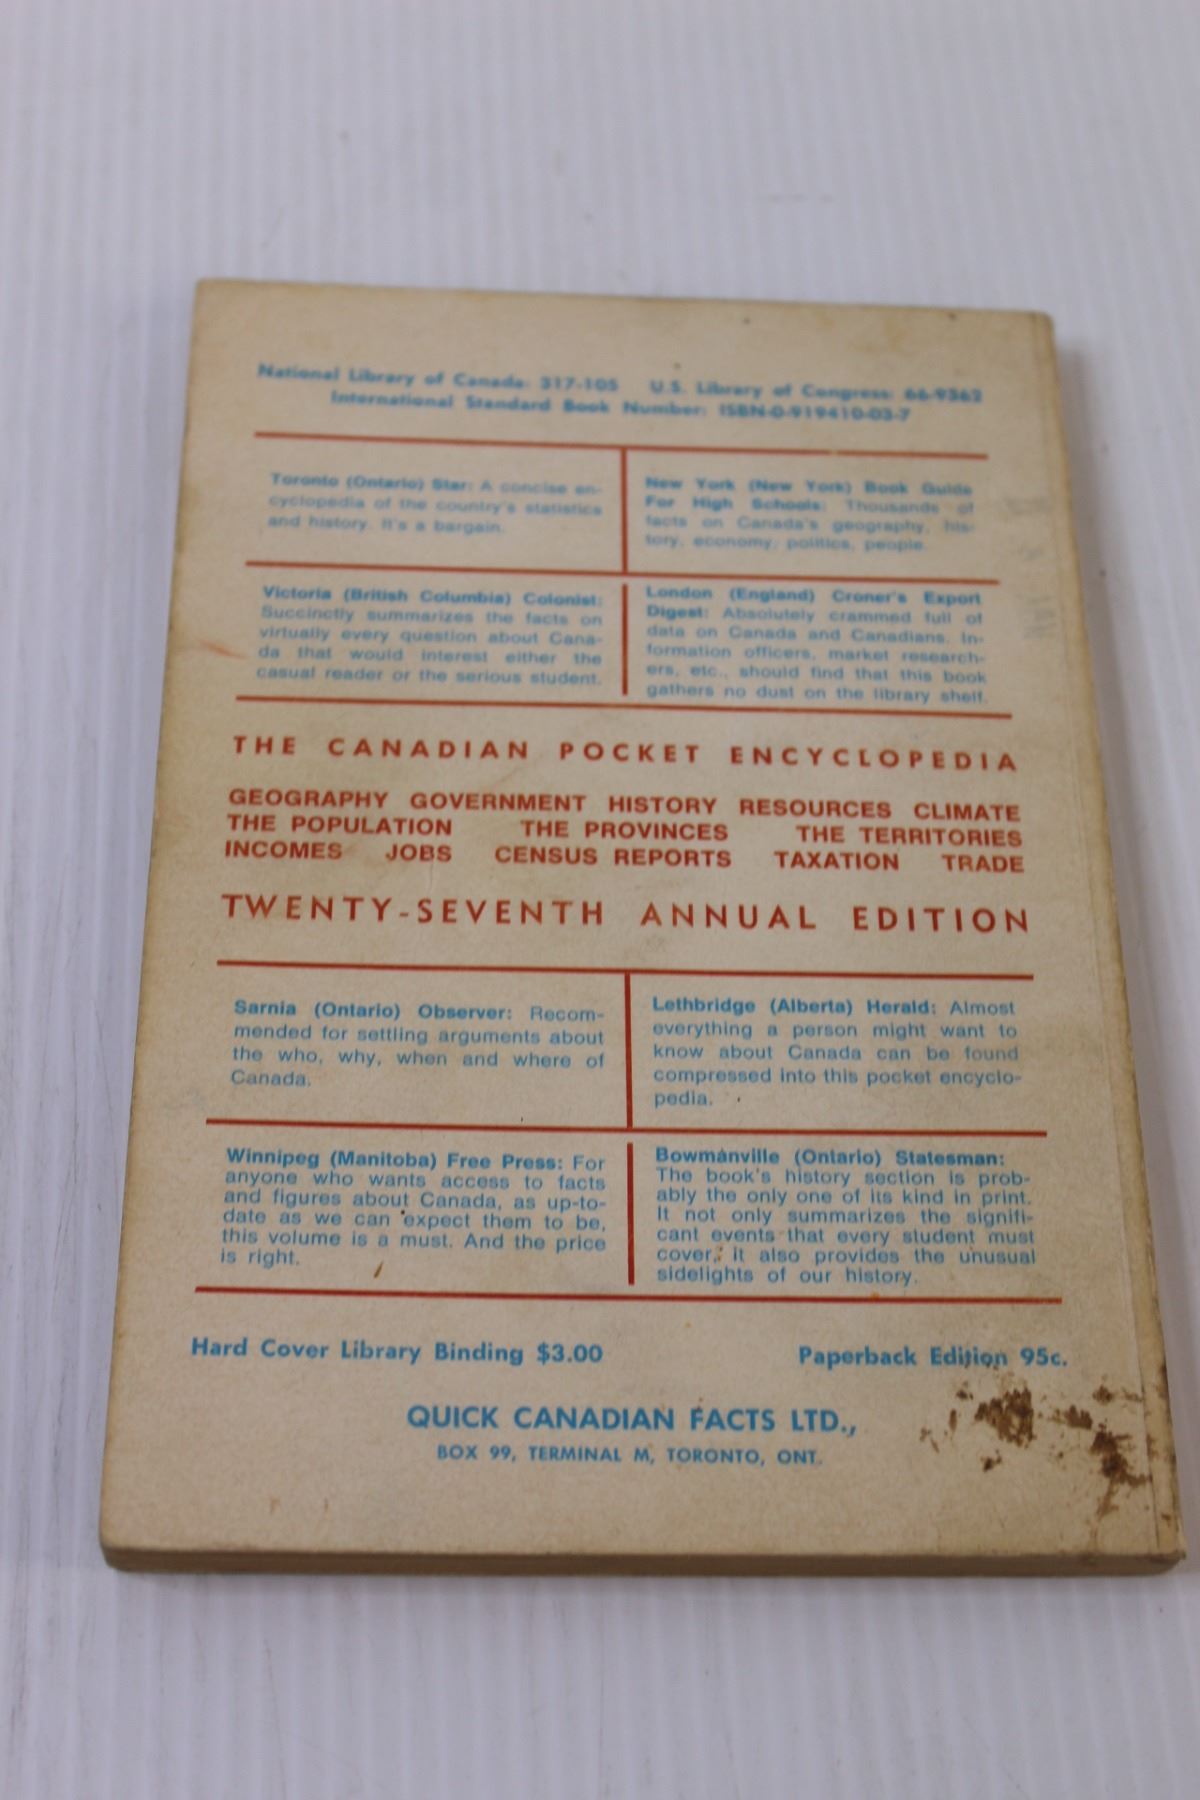 National Library of Canada: 317-105 U.S. Library of Congress: 66-9362
International Standard Book Number: ISBN-0-919410-03-7
Toronto (Ontario) Star: A concise en-
cyclopedia of the country's statistics
and history. It's a bargain.
New York (New York) Book Guide
For High Schools: Thousands of
facts on Canada's geography, his-
tory, economy, politics, people.
Victoria (British Columbia) Colonist:
Succinctly summarizes the facts on
virtually every question about Cana-
da that would interest either the
casual reader or the serious student.
London (England) Croner's Export
Digest: Absolutely crammed full of
data on Canada and Canadians. In-
formation officers, market research-
ers, etc., should find that this book
gathers no dust on the library shelf.
THE CANADIAN POCKET ENCYCLOPEDIA
GEOGRAPHY GOVERNMENT HISTORY RESOURCES CLIMATE
THE POPULATION THE PROVINCES THE TERRITORIES
INCOMES JOBS CENSUS REPORTS TAXATION TRADE
TWENTY-SEVENTH ANNUAL EDITION
Sarnia (Ontario) Observer: Recom-
mended for settling arguments about
the who, why, when and where of
Canada.
Lethbridge (Alberta) Herald: Almost
everything a person might want to
know about Canada can be found
compressed into this pocket encyclo-
pedia.
Winnipeg (Manitoba) Free Press: For
anyone who wants access to facts
and figures about Canada, as up-to-
date as we can expect them to be,
this volume is a must. And the price
is right.
Bowmanville (Ontario) Statesman:
The book's history section is prob-
ably the only one of its kind in print.
It not only summarizes the signifi-
cant events that every student must
cover, it also provides the unusual
sidelights of our history.
Hard Cover Library Binding $3.00 Paperback Edition 95c.
QUICK CANADIAN FACTS LTD.,
BOX 99, TERMINAL M, TORONTO, ONT.